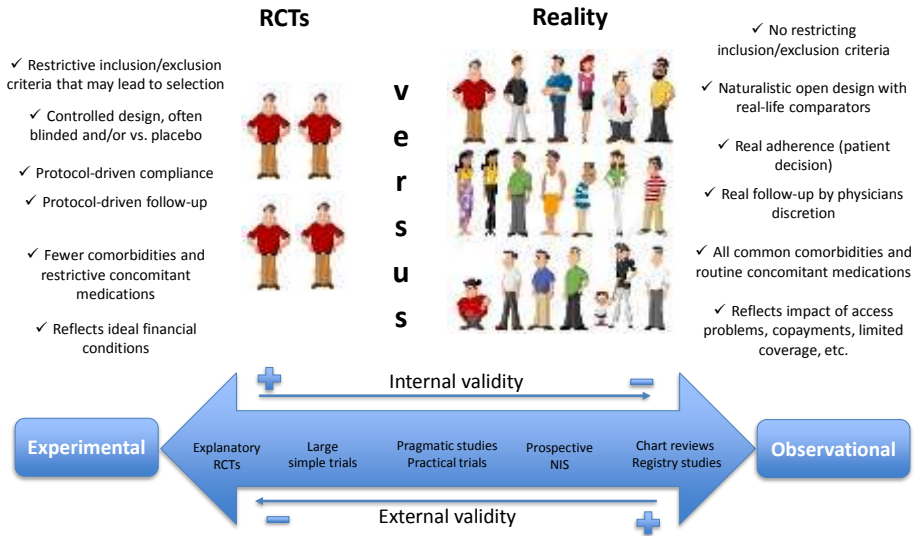 RCTs
Reality
✓ Restrictive inclusion/exclusion
criteria that may lead to selection
✓ Controlled design, often
blinded and/or vs. placebo
✓ Protocol-driven compliance
✓ Protocol-driven follow-up
✓ Fewer comorbidities and
restrictive concomitant
medications
✓ Reflects ideal financial
conditions
versus
✓ No restricting
inclusion/exclusion criteria
✓ Naturalistic open design with
real-life comparators
✓ Real adherence (patient
decision)
✓ Real follow-up by physicians
discretion
✓ All common comorbidities and
routine concomitant medications
✓ Reflects impact of access
problems, copayments, limited
coverage, etc.
+ Internal validity −
Experimental
Explanatory
RCTs
Large
simple trials
Pragmatic studies
Practical trials
Prospective
NIS
Chart reviews
Registry studies
Observational
− External validity +